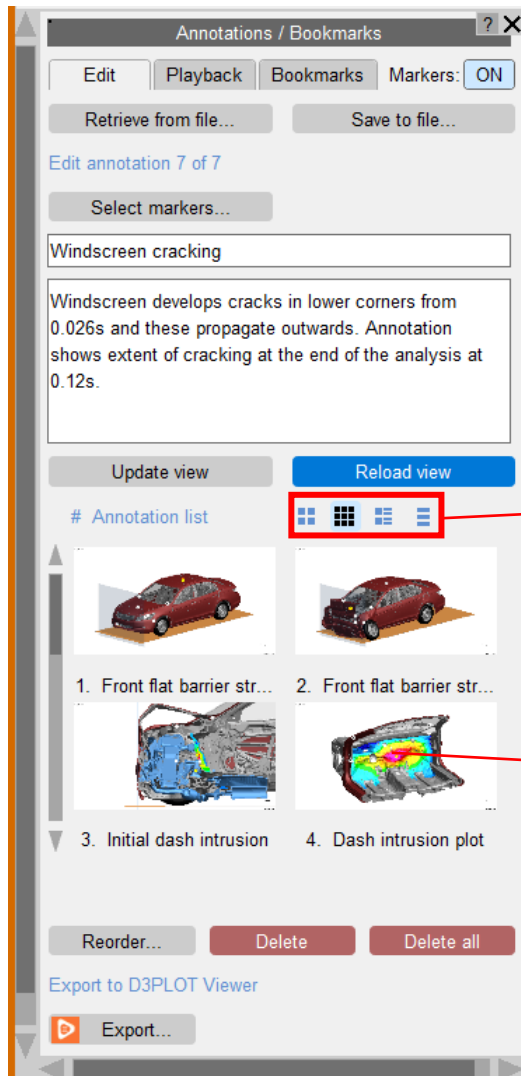 Annotations / Bookmarks
? X
Edit Playback Bookmarks Markers: ON
Retrieve from file... Save to file...
Edit annotation 7 of 7
Select markers...
Windscreen cracking
Windscreen develops cracks in lower corners from
0.026s and these propagate outwards. Annotation
shows extent of cracking at the end of the analysis at
0.12s.
Update view Reload view
# Annotation list
1. Front flat barrier str... 2. Front flat barrier str...
3. Initial dash intrusion 4. Dash intrusion plot
Reorder... Delete Delete all
Export to D3PLOT Viewer
Export...